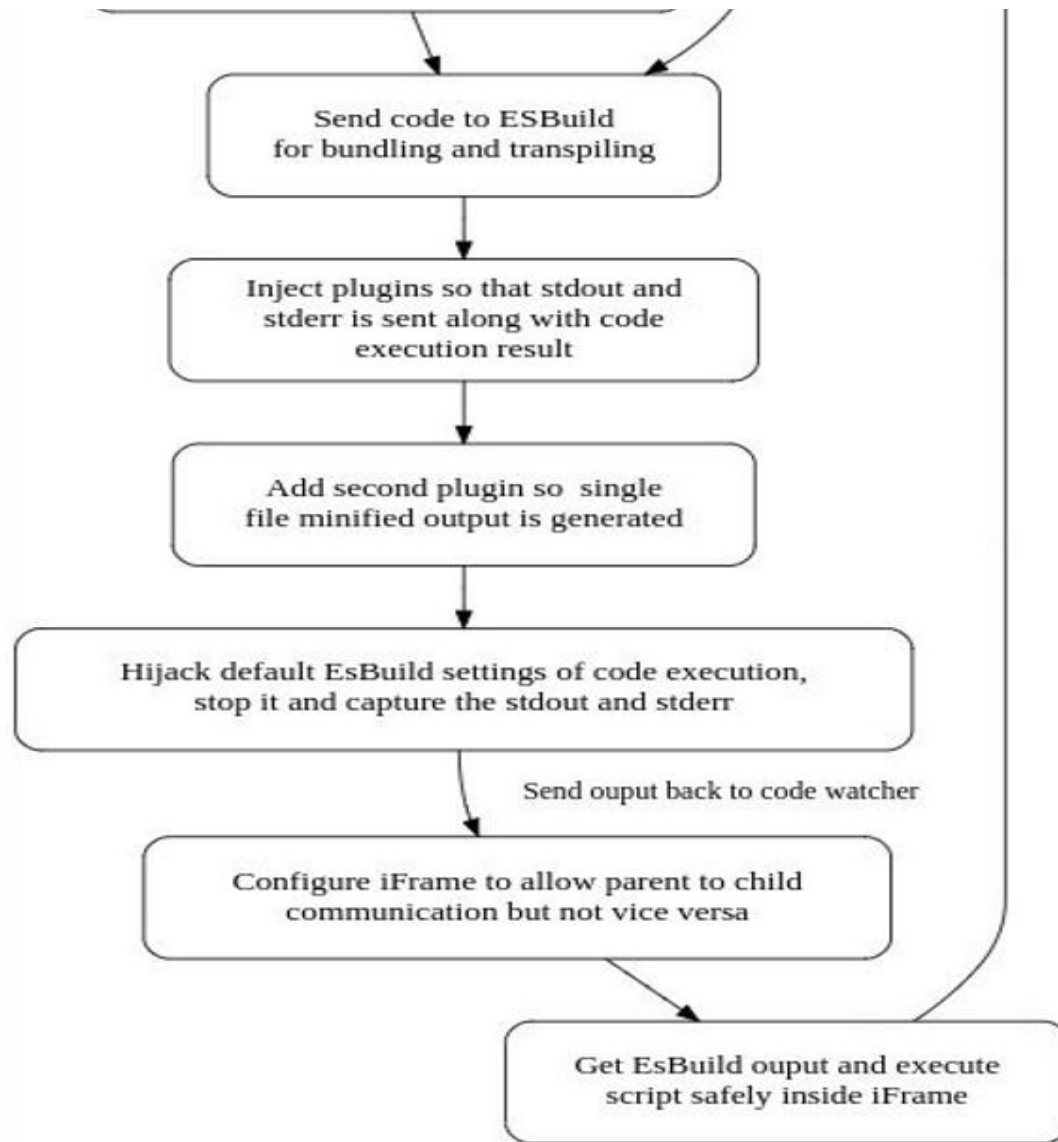 Send code to ESBuild
for bundling and transpiling
Inject plugins so that stdout and
stderr is sent along with code
execution result
Add second plugin so single
file minified output is generated
Hijack default EsBuild settings of code execution,
stop it and capture the stdout and stderr
Send ouput back to code watcher
Configure iFrame to allow parent to child
communication but not vice versa
Get EsBuild ouput and execute
script safely inside iFrame